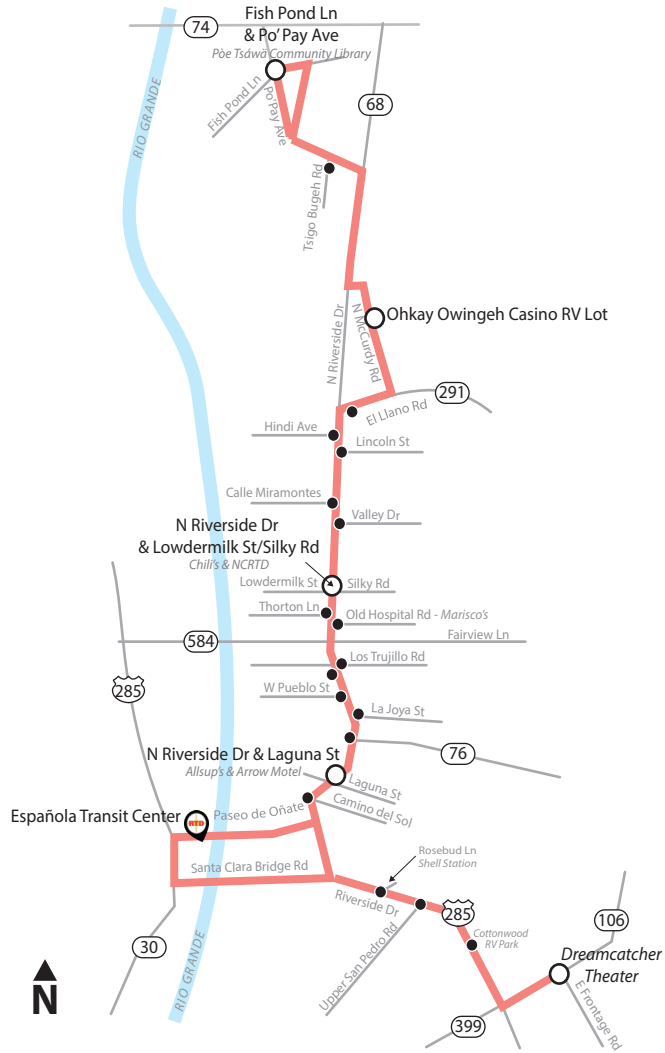 Fish Pond Ln
& Po' Pay Ave
Pòe Tsáwä Community Library
74
Fish Pond Ln
Po'Pay Ave
RIO GRANDE
68
Tsigo Bugeh Rd
N Riverside Dr
N McCurdy Rd
Ohkay Owingeh Casino RV Lot
291
El Llano Rd
Hindi Ave
Lincoln St
Calle Miramontes
Valley Dr
N Riverside Dr
& Lowdermilk St/Silky Rd
Chili's & NCRTD
Lowdermilk St
Silky Rd
Thorton Ln
Old Hospital Rd - Marisco's
584
Fairview Ln
Los Trujillo Rd
285
W Pueblo St
La Joya St
76
N Riverside Dr & Laguna St
Allsup's & Arrow Motel
Laguna St
Camino del Sol
Paseo de Oñate
Española Transit Center
RTD
Santa Clara Bridge Rd
Rosebud Ln
Shell Station
Riverside Dr
285
Upper San Pedro Rd
Cottonwood
RV Park
106
30
RIO GRANDE
Dreamcatcher
Theater
E Frontage Rd
399
N